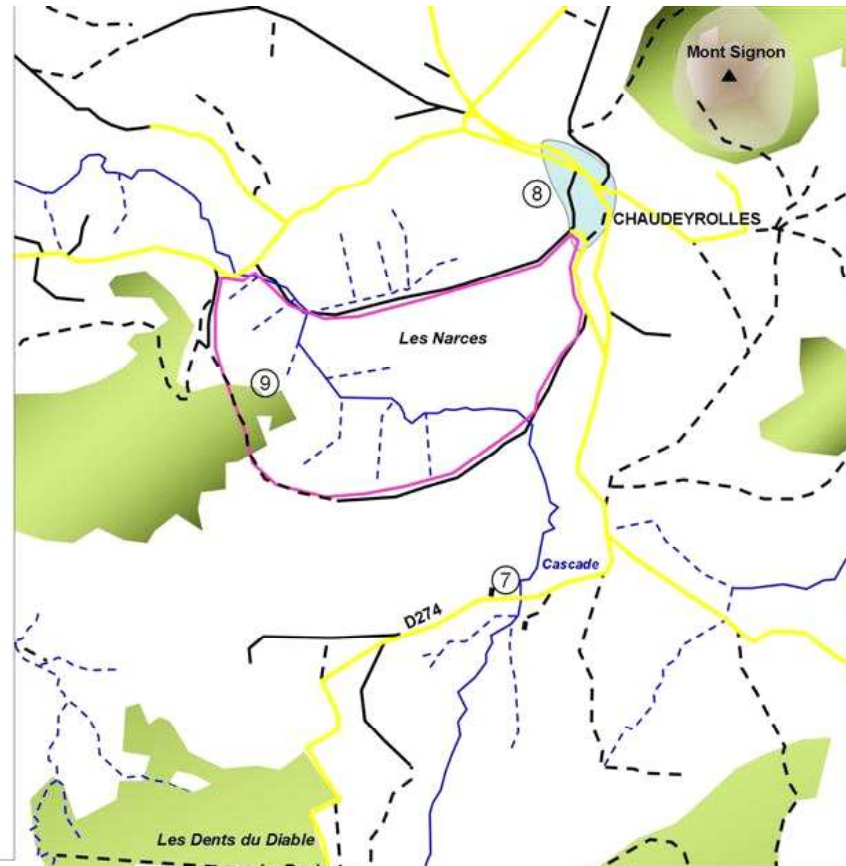 Mont Signon
8
CHAUDEYROLLES
Les Narces
9
7
Cascade
D274
Les Dents du Diable